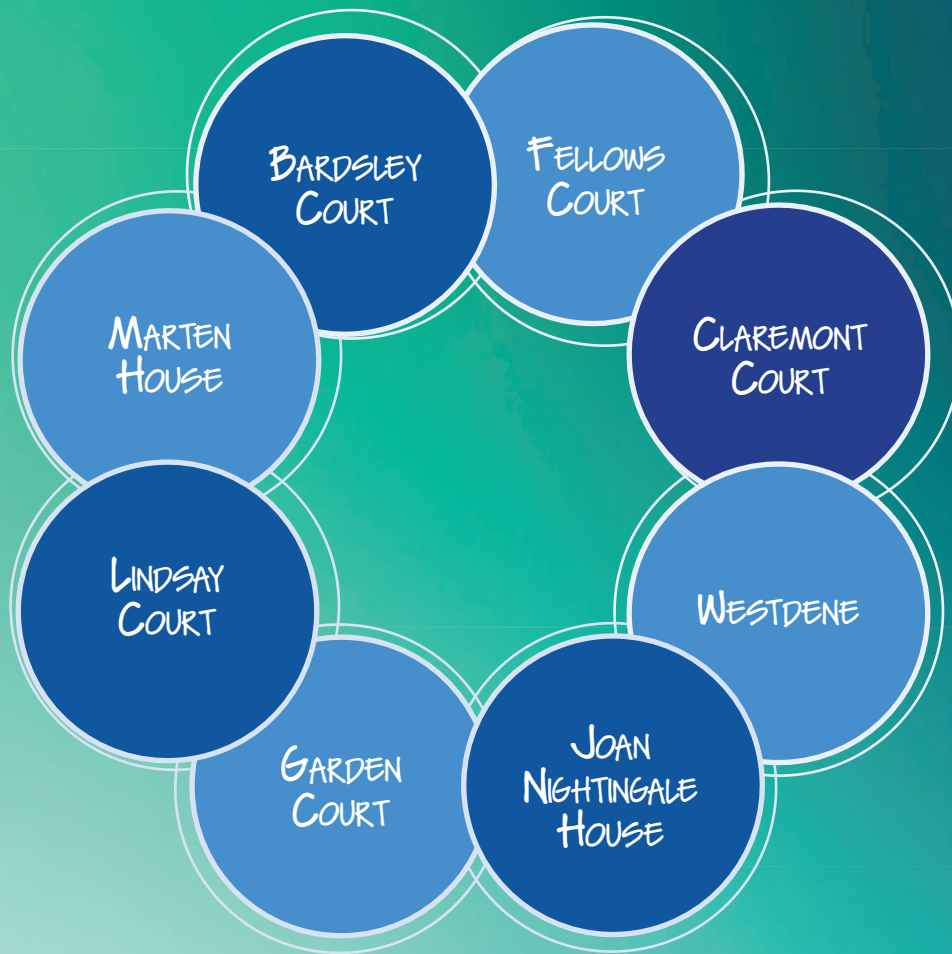 Bardsley
Court
Fellows
Court
Claremont
Court
Westdene
Joan
Nightingale
House
Garden
Court
Lindsay
Court
Marten
House